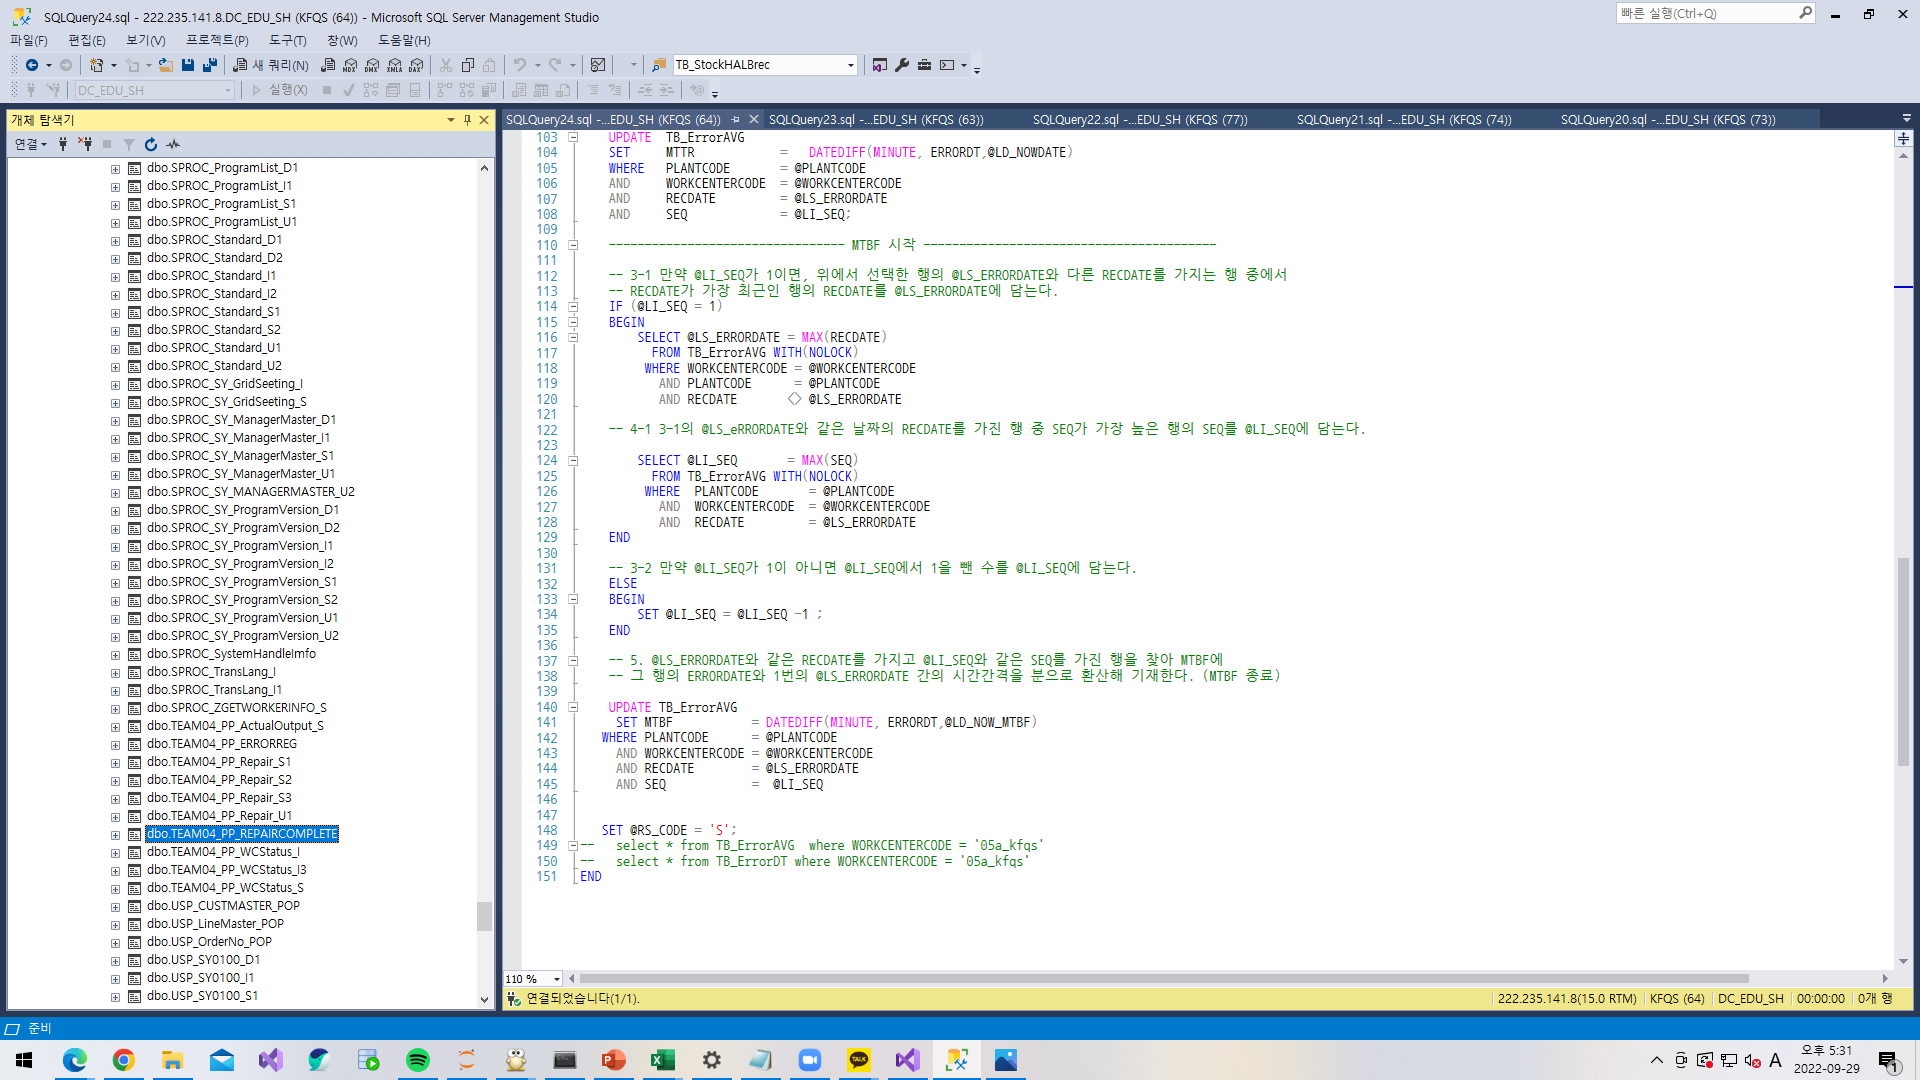 SQLQuery24.sql - 222.235.141.8.DC_EDU_SH (KFQS (64)) - Microsoft SQL Server Management Studio
빠른 실행(Ctrl+Q)
파일(F) 편집(E) 보기(V) 프로젝트(P) 도구(T) 창(W) 도움말(H)
새 쿼리(N) MDX DMX XMLA DAX TB_StockHALBrec
DC_EDU_SH 실행(X)
개체 탐색기
연결
dbo.SPROC_ProgramList_D1
dbo.SPROC_ProgramList_I1
dbo.SPROC_ProgramList_S1
dbo.SPROC_ProgramList_U1
dbo.SPROC_Standard_D1
dbo.SPROC_Standard_D2
dbo.SPROC_Standard_I1
dbo.SPROC_Standard_I2
dbo.SPROC_Standard_S1
dbo.SPROC_Standard_S2
dbo.SPROC_Standard_U1
dbo.SPROC_Standard_U2
dbo.SPROC_SY_GridSeeting_I
dbo.SPROC_SY_GridSeeting_S
dbo.SPROC_SY_ManagerMaster_D1
dbo.SPROC_SY_ManagerMaster_I1
dbo.SPROC_SY_ManagerMaster_S1
dbo.SPROC_SY_ManagerMaster_U1
dbo.SPROC_SY_MANAGERMASTER_U2
dbo.SPROC_SY_ProgramVersion_D1
dbo.SPROC_SY_ProgramVersion_D2
dbo.SPROC_SY_ProgramVersion_I1
dbo.SPROC_SY_ProgramVersion_I2
dbo.SPROC_SY_ProgramVersion_S1
dbo.SPROC_SY_ProgramVersion_S2
dbo.SPROC_SY_ProgramVersion_U1
dbo.SPROC_SY_ProgramVersion_U2
dbo.SPROC_SystemHandleImfo
dbo.SPROC_TransLang_I
dbo.SPROC_TransLang_I1
dbo.SPROC_ZGETWORKERINFO_S
dbo.TEAM04_PP_ActualOutput_S
dbo.TEAM04_PP_ERRORREG
dbo.TEAM04_PP_Repair_S1
dbo.TEAM04_PP_Repair_S2
dbo.TEAM04_PP_Repair_S3
dbo.TEAM04_PP_Repair_U1
dbo.TEAM04_PP_REPAIRCOMPLETE
dbo.TEAM04_PP_WCStatus_I
dbo.TEAM04_PP_WCStatus_I3
dbo.TEAM04_PP_WCStatus_S
dbo.USP_CUSTMASTER_POP
dbo.USP_LineMaster_POP
dbo.USP_OrderNo_POP
dbo.USP_SY0100_D1
dbo.USP_SY0100_I1
dbo.USP_SY0100_S1
SQLQuery24.sql -...EDU_SH (KFQS (64)) SQLQuery23.sql -...EDU_SH (KFQS (63)) SQLQuery22.sql -...EDU_SH (KFQS (77)) SQLQuery21.sql -...EDU_SH (KFQS (74)) SQLQuery20.sql -...EDU_SH (KFQS (73))
103 UPDATE TB_ErrorAVG
104 SET MTTR = DATEDIFF(MINUTE, ERRORDT,@LD_NOWDATE)
105 WHERE PLANTCODE = @PLANTCODE
106 AND WORKCENTERCODE = @WORKCENTERCODE
107 AND RECDATE = @LS_ERRORDATE
108 AND SEQ = @LI_SEQ;
109
110 --------------------------------- MTBF 시작 -----------------------------------------
111
112 -- 3-1 만약 @LI_SEQ가 1이면, 위에서 선택한 행의 @LS_ERRORDATE와 다른 RECDATE를 가지는 행 중에서
113 -- RECDATE가 가장 최근인 행의 RECDATE를 @LS_ERRORDATE에 담는다.
114 IF (@LI_SEQ = 1)
115 BEGIN
116 SELECT @LS_ERRORDATE = MAX(RECDATE)
117 FROM TB_ErrorAVG WITH(NOLOCK)
118 WHERE WORKCENTERCODE = @WORKCENTERCODE
119 AND PLANTCODE = @PLANTCODE
120 AND RECDATE <> @LS_ERRORDATE
121
122 -- 4-1 3-1의 @LS_eRRORDATE와 같은 날짜의 RECDATE를 가진 행 중 SEQ가 가장 높은 행의 SEQ를 @LI_SEQ에 담는다.
123
124 SELECT @LI_SEQ = MAX(SEQ)
125 FROM TB_ErrorAVG WITH(NOLOCK)
126 WHERE PLANTCODE = @PLANTCODE
127 AND WORKCENTERCODE = @WORKCENTERCODE
128 AND RECDATE = @LS_ERRORDATE
129 END
130
131 -- 3-2 만약 @LI_SEQ가 1이 아니면 @LI_SEQ에서 1을 뺀 수를 @LI_SEQ에 담는다.
132 ELSE
133 BEGIN
134 SET @LI_SEQ = @LI_SEQ -1 ;
135 END
136
137 -- 5. @LS_ERRORDATE와 같은 RECDATE를 가지고 @LI_SEQ와 같은 SEQ를 가진 행을 찾아 MTBF에
138 -- 그 행의 ERRORDATE와 1번의 @LS_ERRORDATE 간의 시간간격을 분으로 환산해 기재한다. (MTBF 종료)
139
140 UPDATE TB_ErrorAVG
141 SET MTBF = DATEDIFF(MINUTE, ERRORDT,@LD_NOW_MTBF)
142 WHERE PLANTCODE = @PLANTCODE
143 AND WORKCENTERCODE = @WORKCENTERCODE
144 AND RECDATE = @LS_ERRORDATE
145 AND SEQ = @LI_SEQ
146
147
148 SET @RS_CODE = 'S';
149 -- select * from TB_ErrorAVG where WORKCENTERCODE = '05a_kfqs'
150 -- select * from TB_ErrorDT where WORKCENTERCODE = '05a_kfqs'
151 END
110 %
연결되었습니다(1/1). 222.235.141.8(15.0 RTM) KFQS (64) DC_EDU_SH 00:00:00 0개 행
준비
TALK
A
오후 5:31
2022-09-29
1